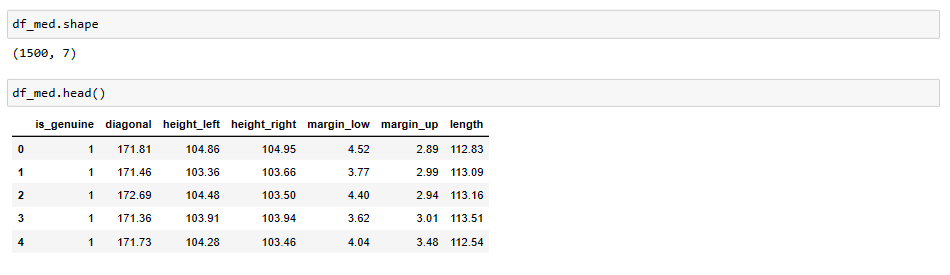 df_med.shape
(1500, 7)
df_med.head()
is_genuine diagonal height_left height_right margin_low margin_up length
0 1 171.81 104.86 104.95 4.52 2.89 112.83
1 1 171.46 103.36 103.66 3.77 2.99 113.09
2 1 172.69 104.48 103.50 4.40 2.94 113.16
3 1 171.36 103.91 103.94 3.62 3.01 113.51
4 1 171.73 104.28 103.46 4.04 3.48 112.54